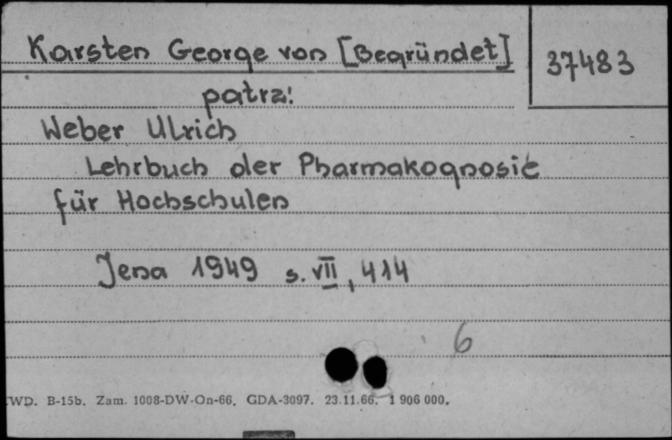 Karsten George von [Begründet]
37483
patrz:
Weber Ulrich
Lehrbuch der Pharmakognosie
für Hochschulen
Jena 1949 s. VII, 414
6
WD. B-15b. Zam. 1008-DW-On-66. GDA-3097. 23.11.66. 1 906 000.